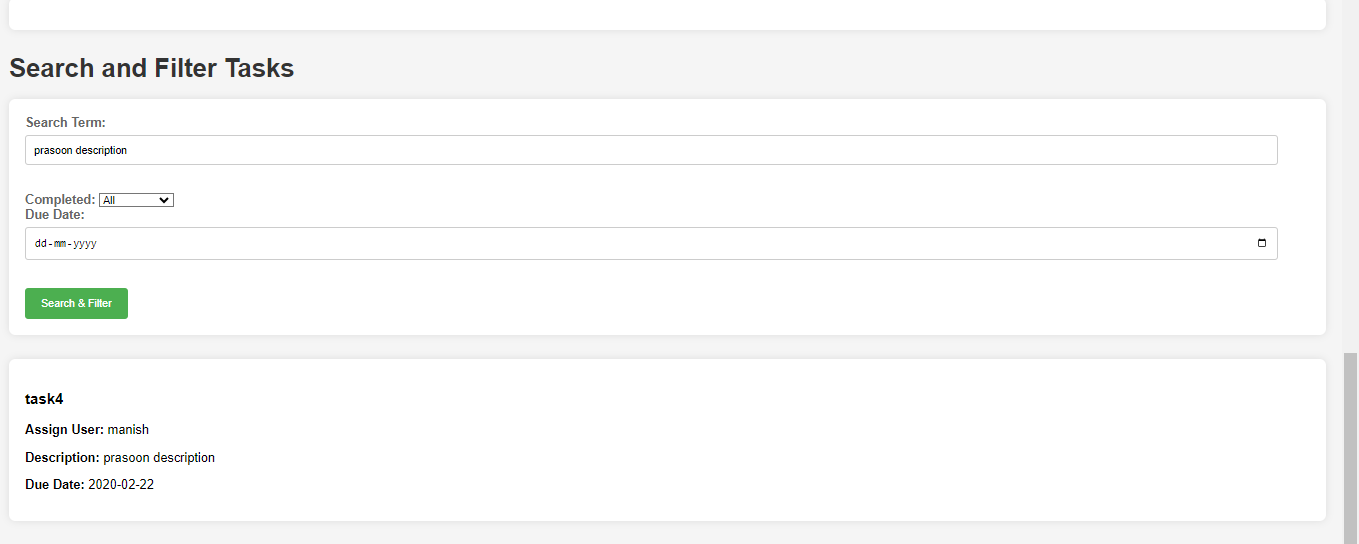 Search and Filter Tasks
Search Term:
prasoon description
Completed: All
Due Date:
dd-mm-yyyy
Search & Filter
task4
Assign User: manish
Description: prasoon description
Due Date: 2020-02-22